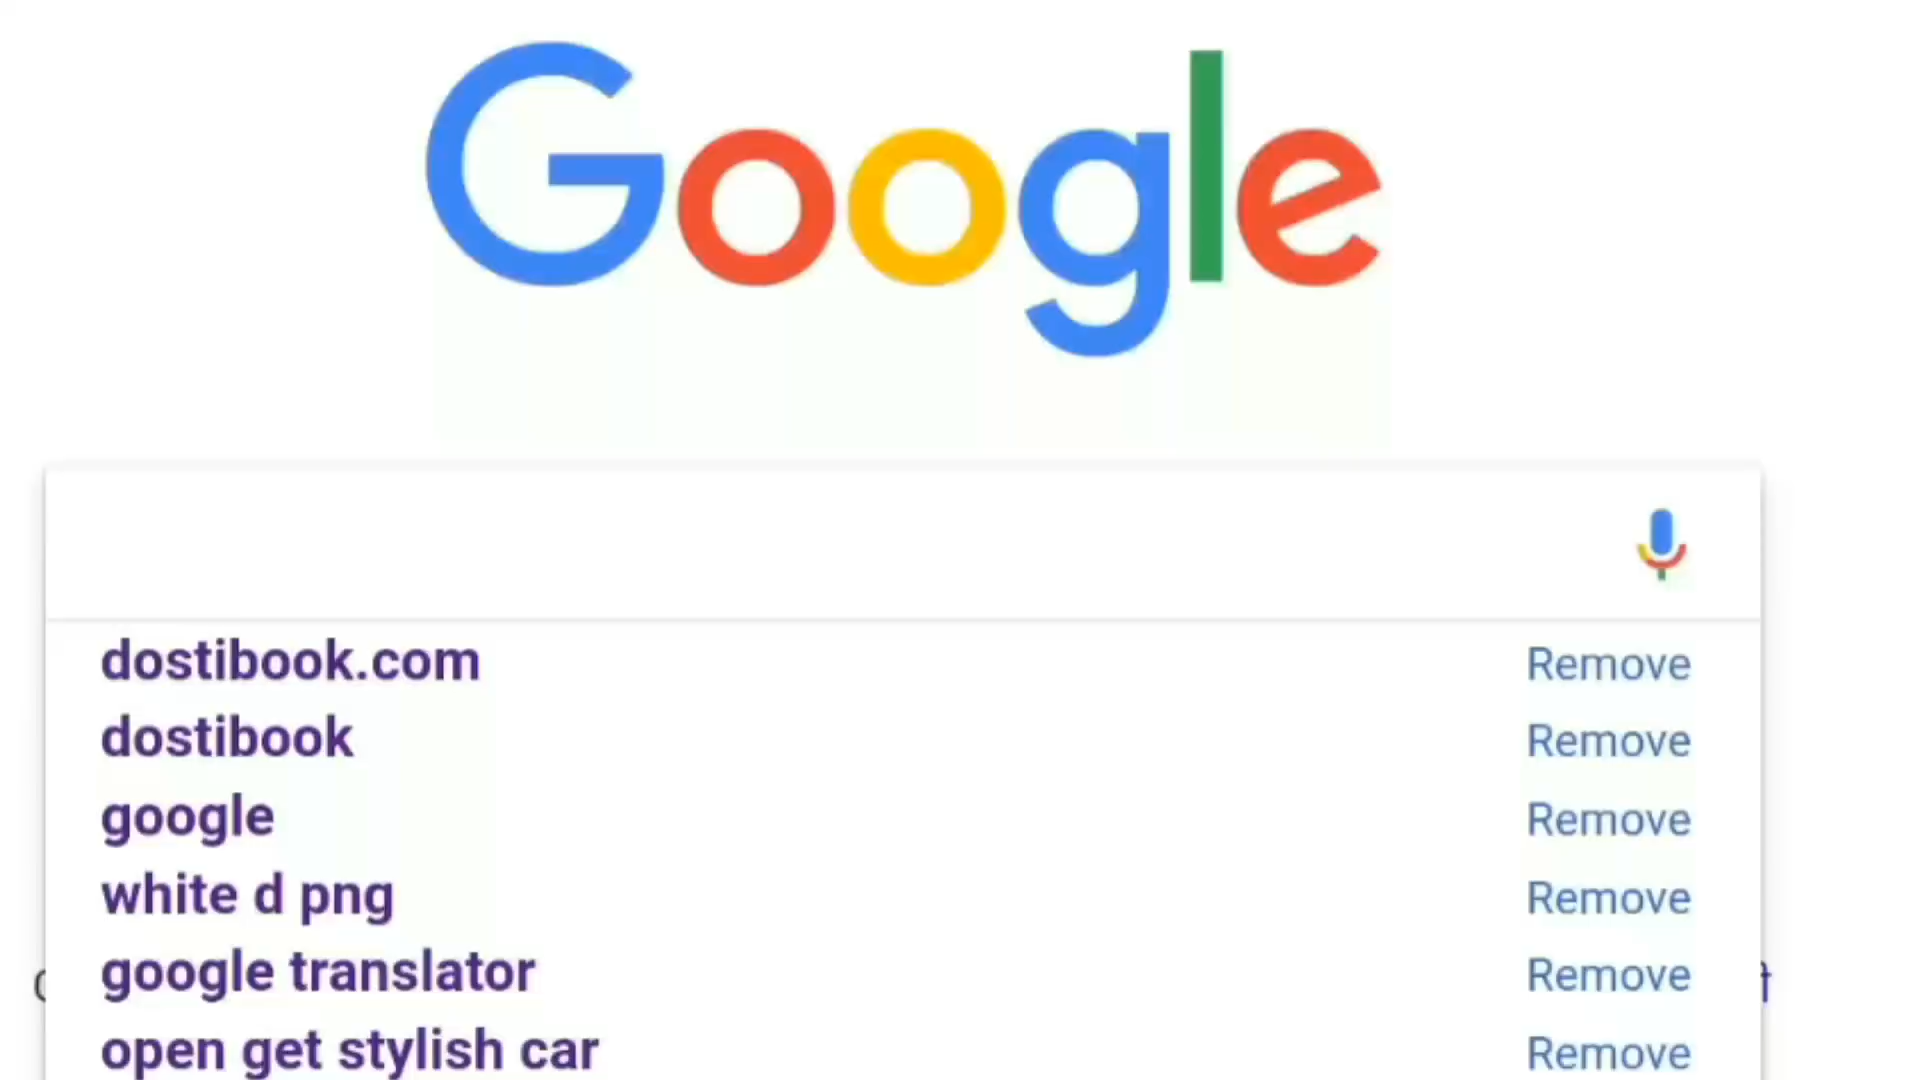 Google
dostibook.com Remove
dostibook Remove
google Remove
white d png Remove
google translator Remove
open get stylish car Remove